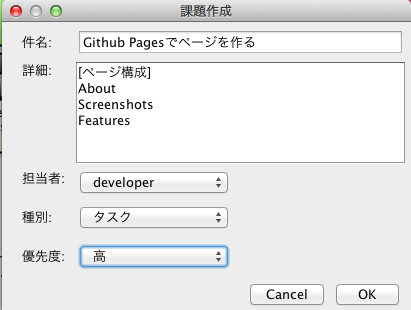 課題作成
件名: Github Pagesでページを作る
詳細: [ページ構成]
About
Screenshots
Features
担当者: developer
種別: タスク
優先度: 高
Cancel OK